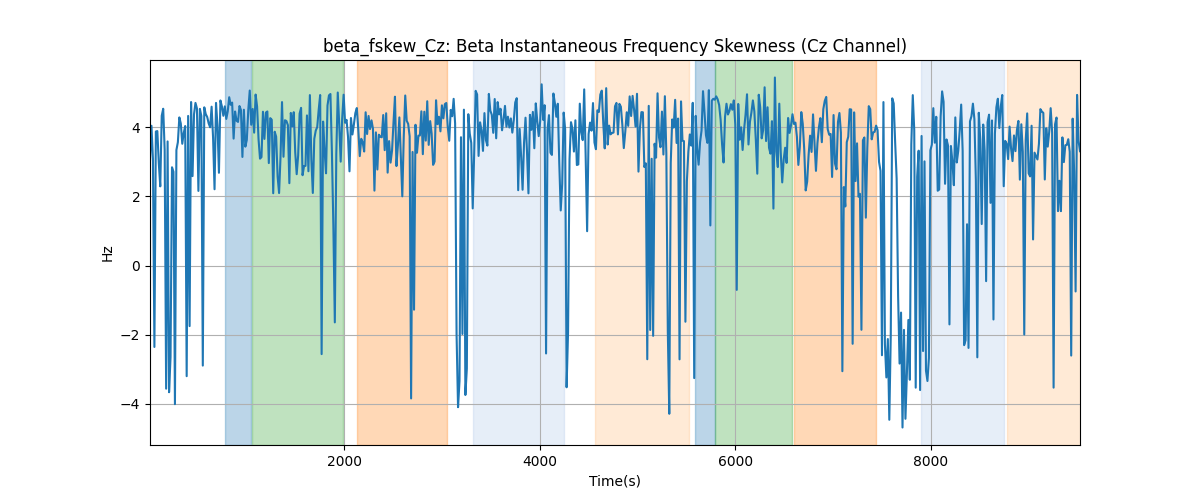 beta_fskew_Cz: Beta Instantaneous Frequency Skewness (Cz Channel)
4
2
0
−2
−4
Hz
2000 4000 6000 8000
Time(s)